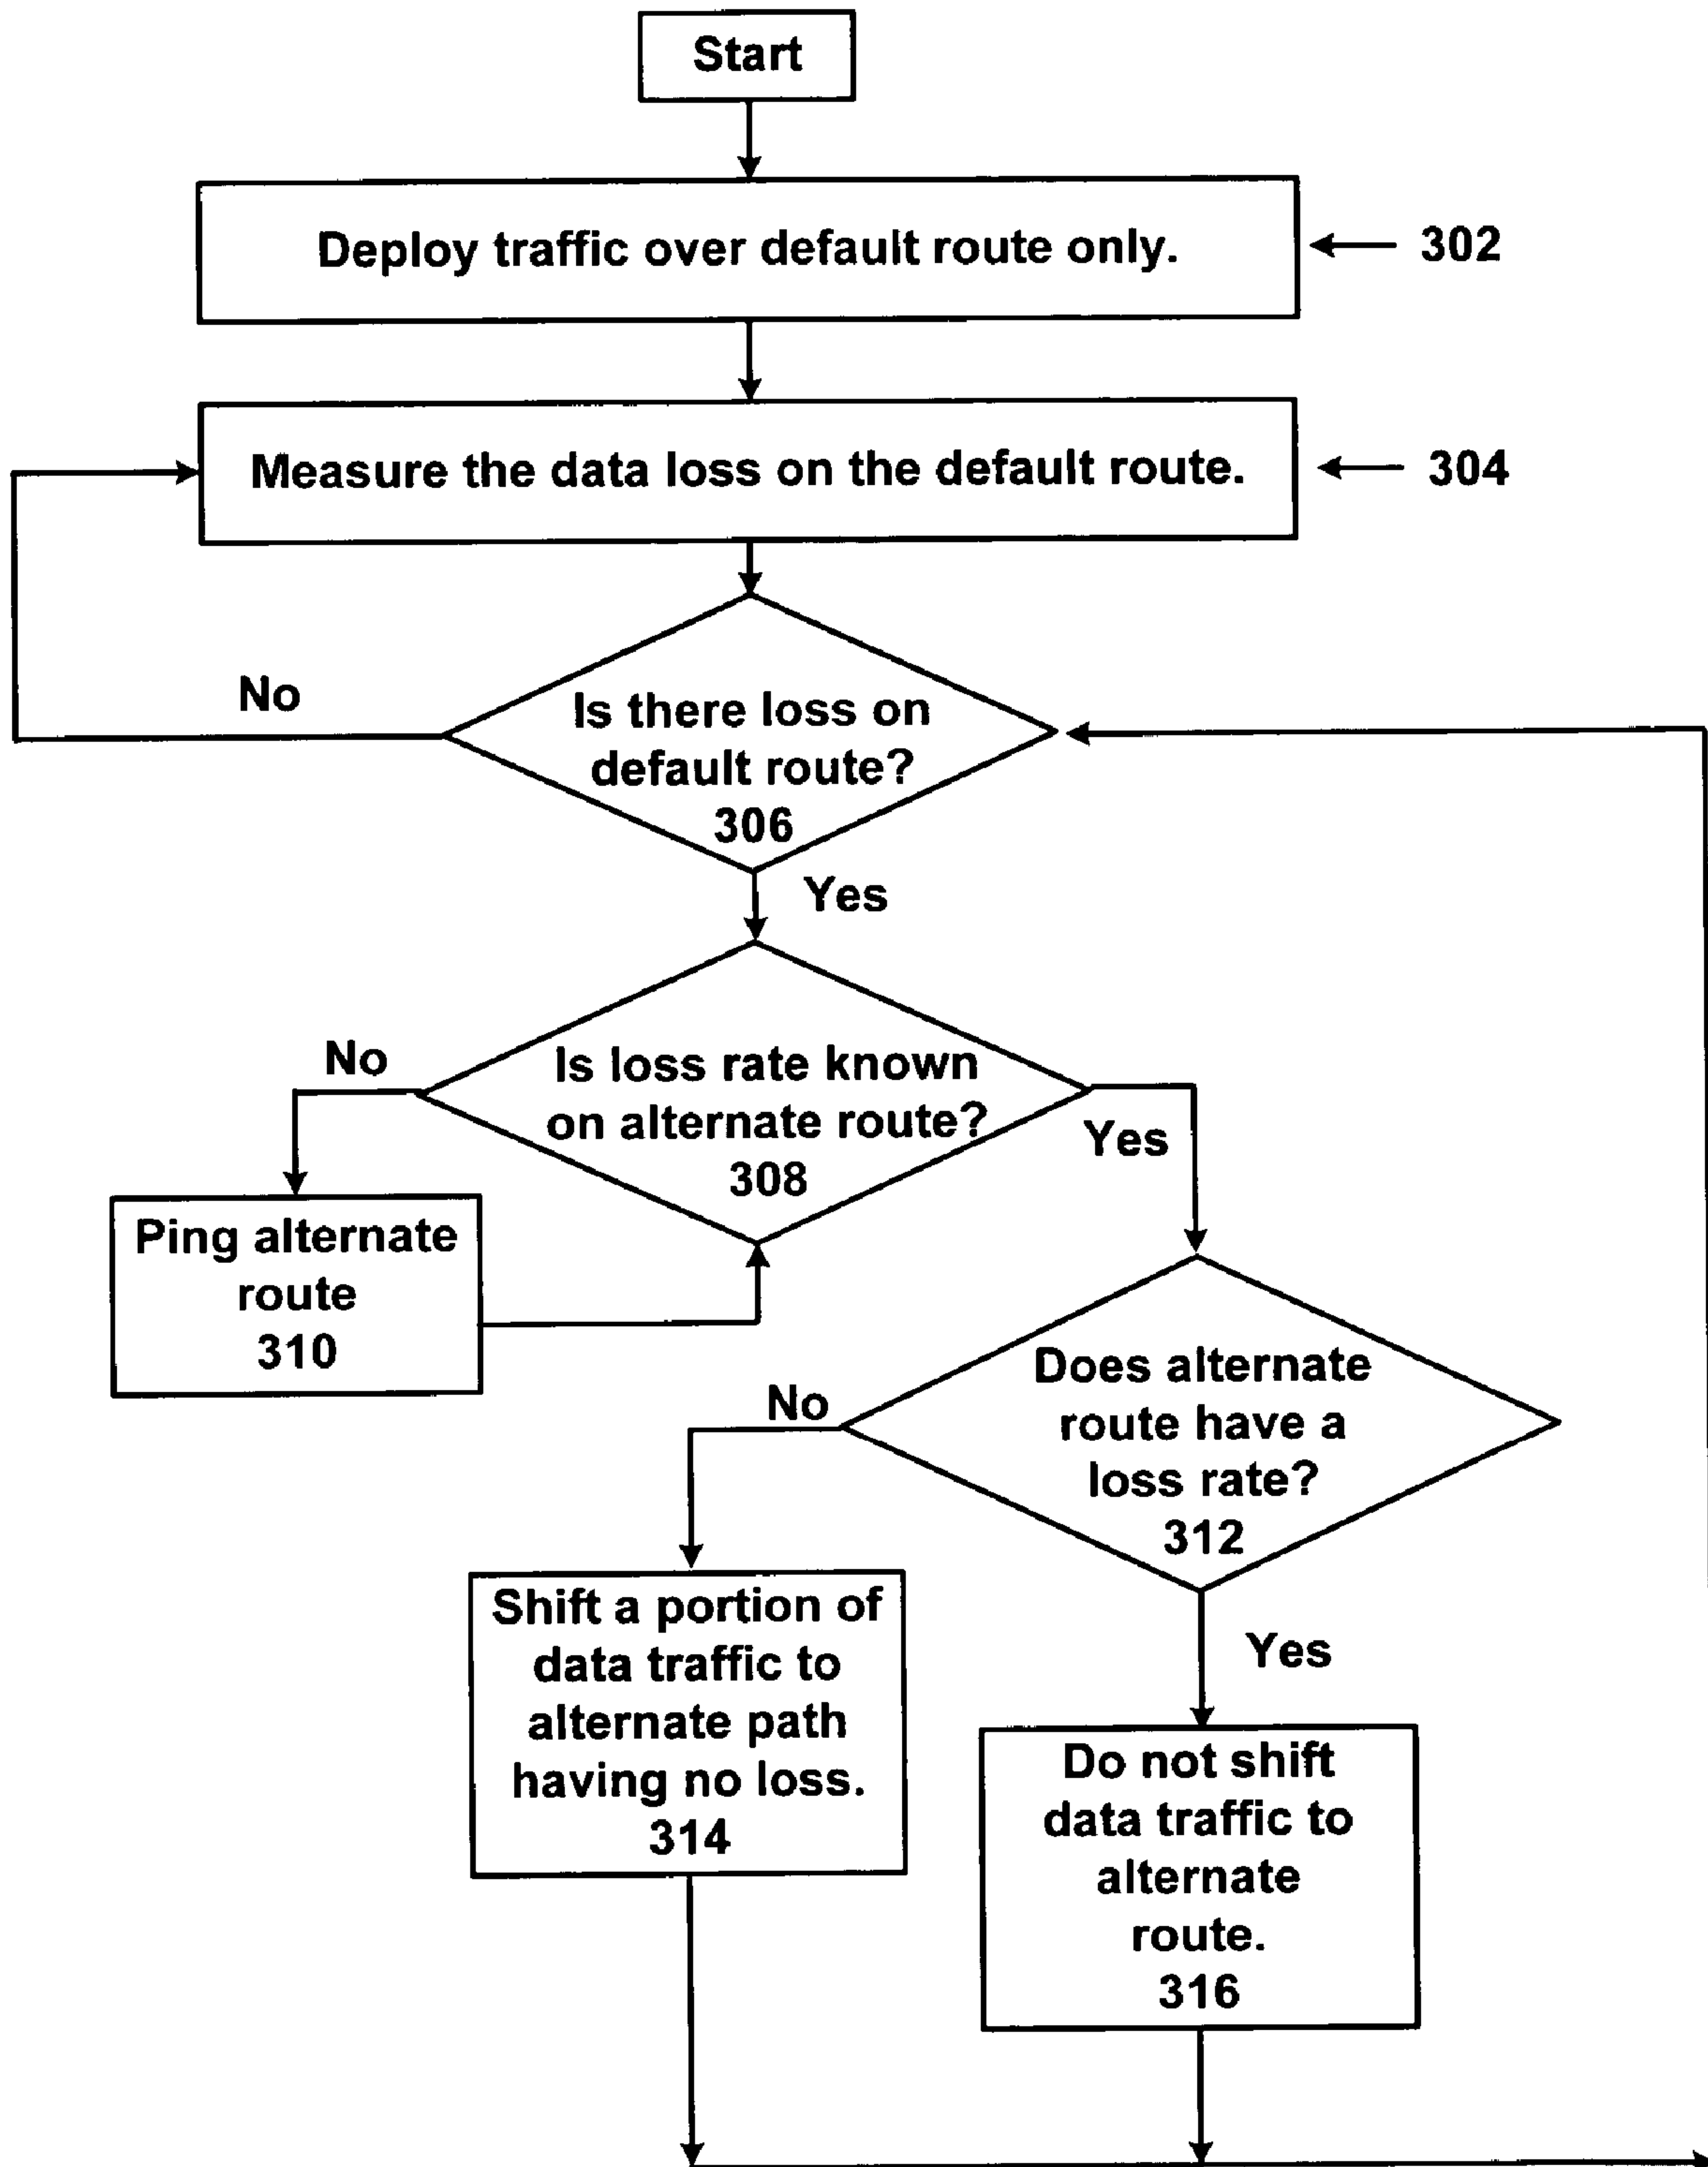 Start
Deploy traffic over default route only.
302
Measure the data loss on the default route.
304
No
Is there loss on
default route?
306
Yes
No
Is loss rate known
on alternate route?
308
Yes
Ping alternate
route
310
No
Does alternate
route have a
loss rate?
312
Shift a portion of
data traffic to
alternate path
having no loss.
314
Yes
Do not shift
data traffic to
alternate
route.
316